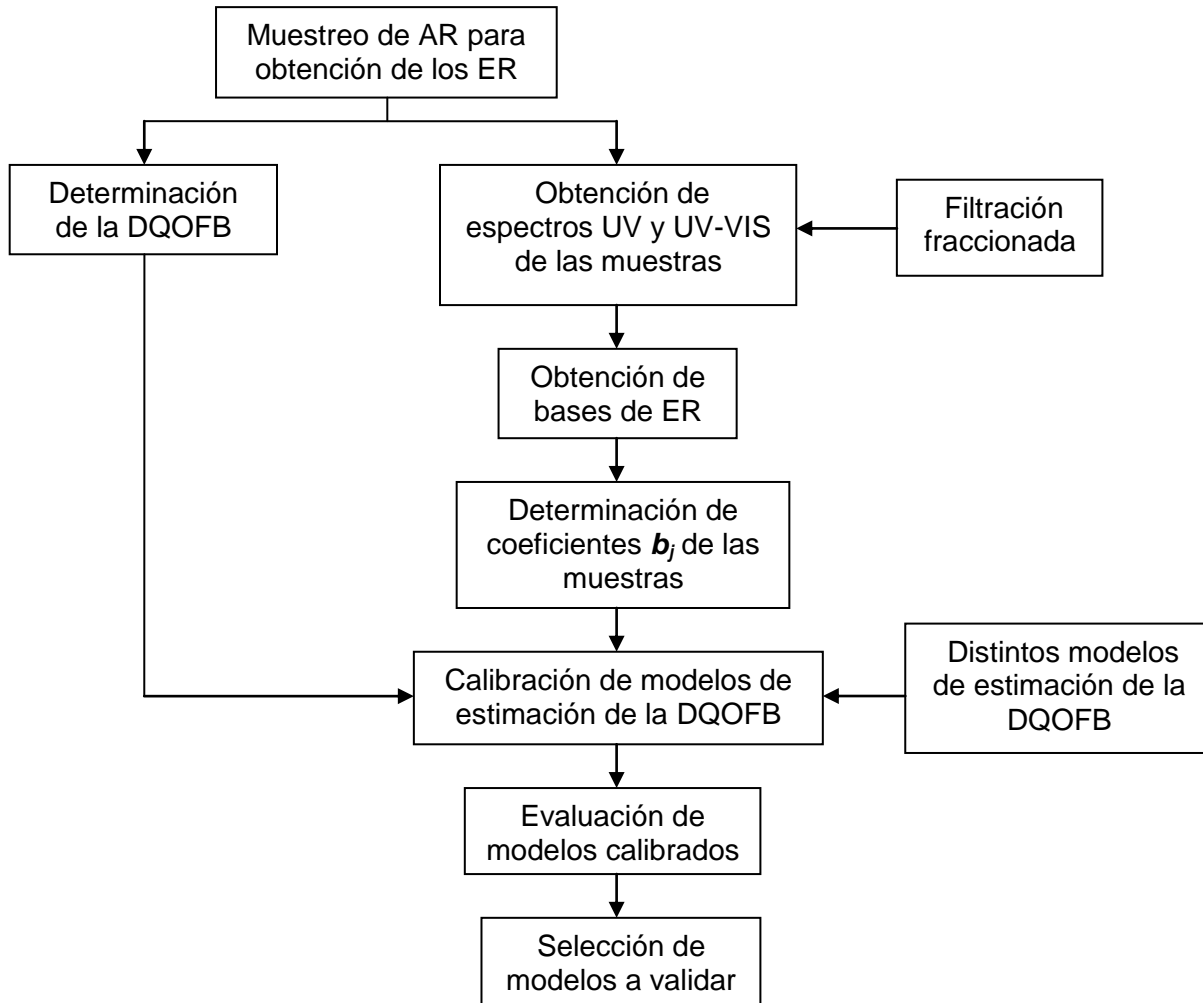 Muestreo de AR para
obtención de los ER
Determinación
de la DQOFB
Obtención de
espectros UV y UV-VIS
de las muestras
Filtración
fraccionada
Obtención de
bases de ER
Determinación de
coeficientes bj de las
muestras
Calibración de modelos de
estimación de la DQOFB
Distintos modelos
de estimación de la
DQOFB
Evaluación de
modelos calibrados
Selección de
modelos a validar